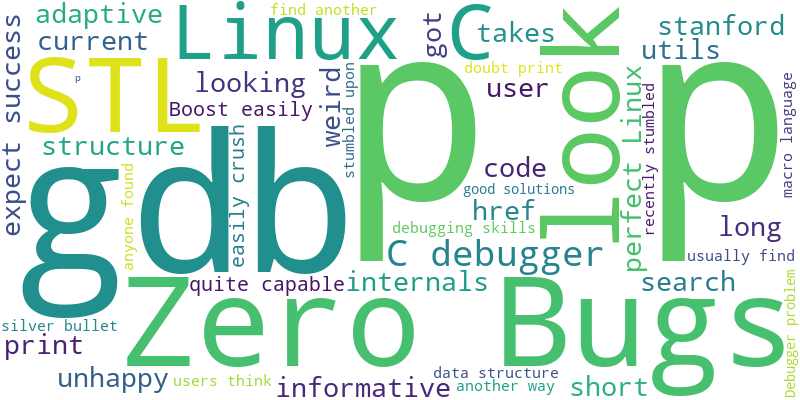 expect success
adaptive
current
Linux
find another
got
C
takes
look
stanford
utils
STL
p
looking
Boost easily
weird
stumbled upon
p
doubt print
user
perfect Linux
recently stumbled
p
macro language
structure
gdb
anyone found
easily crush
code
good solutions
href
debugging skills
C debugger
long
usually find
Zero Bugs
quite capable
internals
search
Debugger problem
silver bullet
print
unhappy
users think
informative
data structure
another way
short